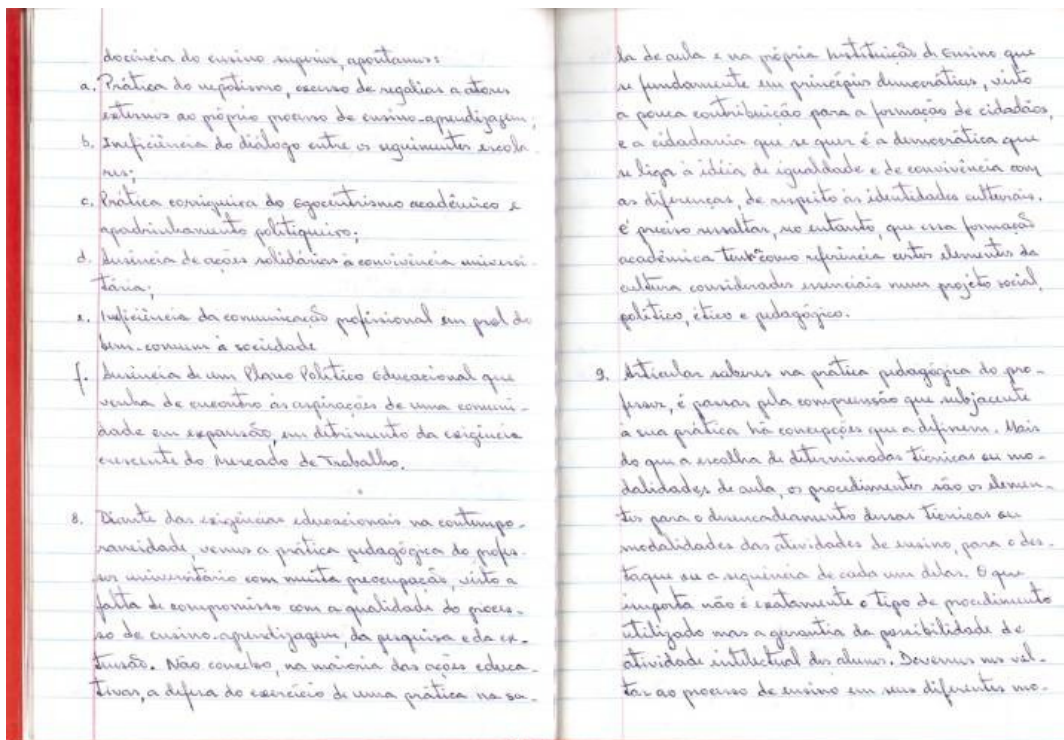 docência do ensino superior, apontamos:
a. Prática do nepotismo, excesso de regalias a atores
externos ao próprio processo de ensino-aprendizagem;
b. Ineficiência do diálogo entre os seguimentos escola-
res;
c. Prática corriqueira do egocentrismo acadêmico e
apadrinhamento politiqueiro;
d. Ausência de ações solidárias à convivência universi-
tária;
e. Ineficiência da comunicação profissional em prol do
bem-comum à sociedade
f. Ausência de um Plano Político Educacional que
venha de encontro às aspirações de uma comuni-
dade em expansão, em detrimento da exigência
crescente do Mercado de Trabalho.
8. Diante das exigências educacionais na contempo-
raneidade, vemos a prática pedagógica do profes-
sor universitário com muita preocupação, visto a
falta de compromisso com a qualidade do proces-
so de ensino-aprendizagem, da pesquisa e da ex-
tensão. Não concebo, na maioria das ações educa-
tivas, a defesa do exercício de uma prática na sa-
la de aula e na própria Instituição de Ensino que
se fundamente em princípios democráticos, visto
a pouca contribuição para a formação de cidadãos,
e a cidadania que se quer é a democrática que
se liga à idéia de igualdade e de convivência com
as diferenças, de respeito às identidades culturais.
É preciso ressaltar, no entanto, que essa formação
acadêmica tenha como referência certos elementos da
cultura considerados essenciais num projeto social,
político, ético e pedagógico.
9. Articular saberes na prática pedagógica do pro-
fessor, é passar pela compreensão que subjacente
à sua prática há concepções que a definem. Mais
do que a escolha de determinadas técnicas ou mo-
dalidades de aula, os procedimentos são os elemen-
tos para o desencadeamento dessas técnicas ou
modalidades das atividades de ensino, para o des-
taque ou a sequência de cada um delas. O que
importa não é exatamente o tipo de procedimento
utilizado mas a garantia da possibilidade de
atividade intelectual dos alunos. Devemos nos vol-
tar ao processo de ensino em seus diferentes mo-